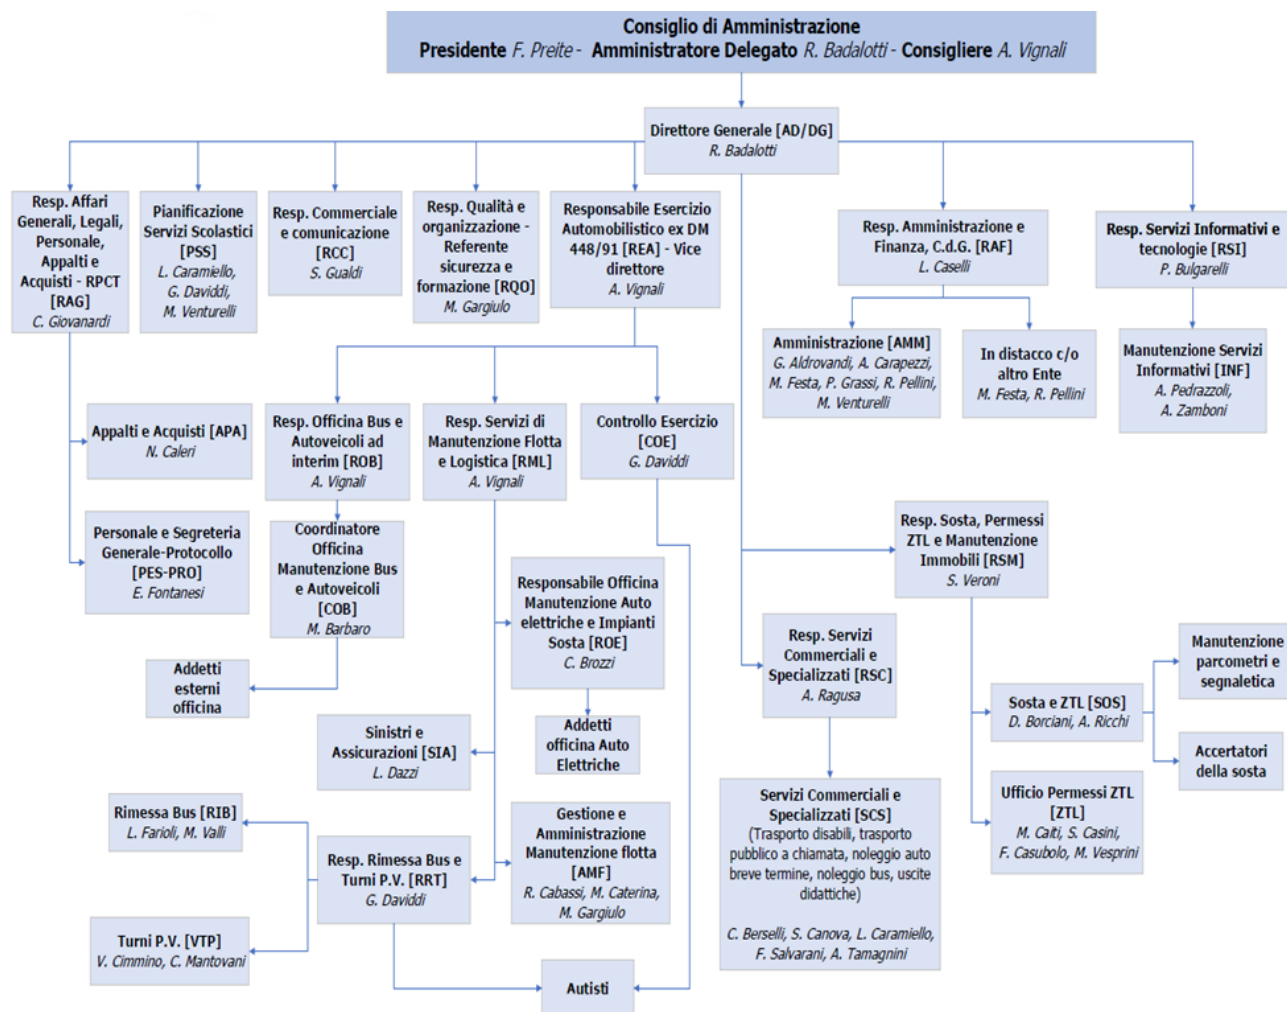 Consiglio di Amministrazione
Presidente F. Preite - Amministratore Delegato R. Badalotti - Consigliere A. Vignali
Direttore Generale [AD/DG]
R. Badalotti
Resp. Affari
Generali, Legali,
Personale,
Appalti e
Acquisti - RPCT
[RAG]
C. Giovanardi
Pianificazione
Servizi Scolastici
[PSS]
L. Caramiello,
G. Daviddi,
M. Venturelli
Resp. Commerciale
e comunicazione
[RCC]
S. Gualdi
Resp. Qualità e
organizzazione -
Referente
sicurezza e
formazione [RQO]
M. Gargiulo
Responsabile Esercizio
Automobilistico ex DM
448/91 [REA] - Vice
direttore
A. Vignali
Resp. Amministrazione e
Finanza, C.d.G. [RAF]
L. Caselli
Resp. Servizi Informativi e
tecnologie [RSI]
P. Bulgarelli
Amministrazione [AMM]
G. Aldrovandi, A. Carapezzi,
M. Festa, P. Grassi, R. Pellini,
M. Venturelli
In distacco c/o
altro Ente
M. Festa, R. Pellini
Manutenzione Servizi
Informativi [INF]
A. Pedrazzoli,
A. Zamboni
Appalti e Acquisti [APA]
N. Caleri
Resp. Officina Bus e
Autoveicoli ad
interim [ROB]
A. Vignali
Resp. Servizi di
Manutenzione Flotta
e Logistica [RML]
A. Vignali
Controllo Esercizio
[COE]
G. Daviddi
Personale e Segreteria
Generale-Protocollo
[PES-PRO]
E. Fontanesi
Coordinatore
Officina
Manutenzione Bus
e Autoveicoli
[COB]
M. Barbaro
Responsabile Officina
Manutenzione Auto
elettriche e Impianti
Sosta [ROE]
C. Brozzi
Resp. Sosta, Permessi
ZTL e Manutenzione
Immobili [RSM]
S. Veroni
Resp. Servizi
Commerciali e
Specializzati [RSC]
A. Ragusa
Manutenzione
parcometri e
segnaletica
Addetti
esterni
officina
Sosta e ZTL [SOS]
D. Borciani, A. Ricchi
Sinistri e
Assicurazioni [SIA]
L. Dazzi
Addetti
officina Auto
Elettriche
Accertatori
della sosta
Rimessa Bus [RIB]
L. Farioli, M. Valli
Gestione e
Amministrazione
Manutenzione flotta
[AMF]
R. Cabassi, M. Caterina,
M. Gargiulo
Servizi Commerciali e
Specializzati [SCS]
(Trasporto disabili, trasporto
pubblico a chiamata, noleggio auto
breve termine, noleggio bus, uscite
didattiche)
C. Berselli, S. Canova, L. Caramiello,
F. Salvarani, A. Tamagnini
Ufficio Permessi ZTL
[ZTL]
M. Caiti, S. Casini,
F. Casubolo, M. Vesprini
Resp. Rimessa Bus e
Turni P.V. [RRT]
G. Daviddi
Turni P.V. [VTP]
V. Cimmino, C. Mantovani
Autisti